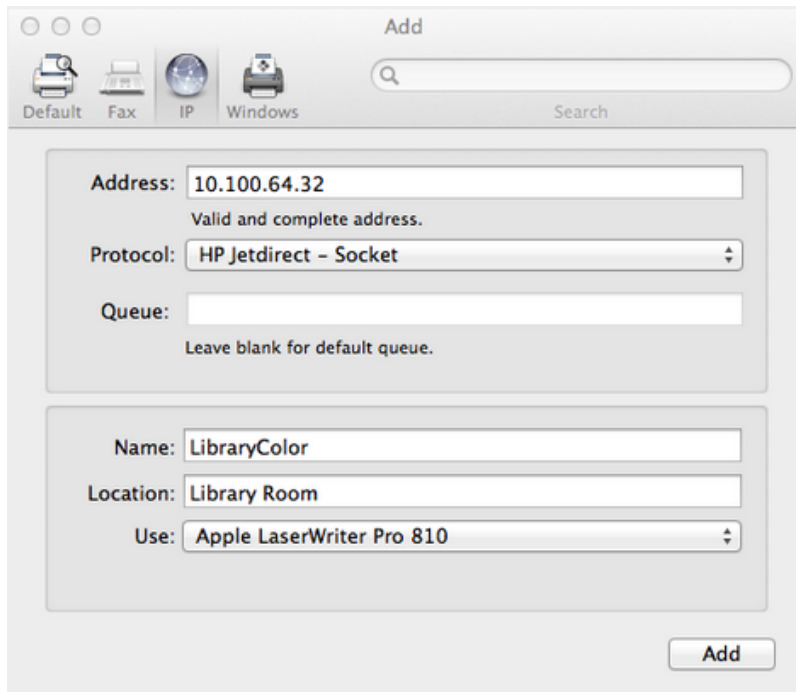 Add
Default Fax IP Windows Search
Address: 10.100.64.32
Valid and complete address.
Protocol: HP Jetdirect – Socket
Queue:
Leave blank for default queue.
Name: LibraryColor
Location: Library Room
Use: Apple LaserWriter Pro 810
Add